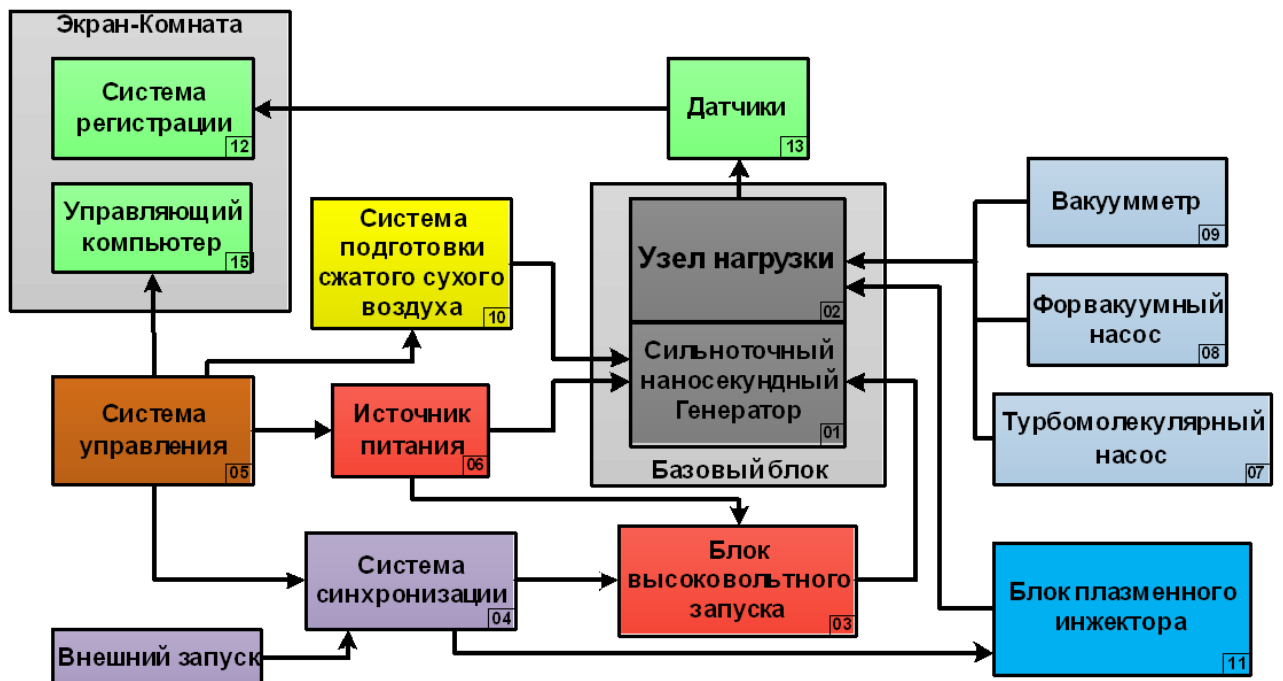 Экран-Комната
Система
регистрации
12
Управляющий
компьютер
15
Датчики
13
Система
подготовки
сжатого сухого
воздуха
10
Узел нагрузки
02
Сильноточный
наносекундный
Генератор
01
Базовый блок
Вакуумметр
09
Форвакуумный
насос
08
Турбомолекулярный
насос
07
Система
управления
05
Источник
питания
06
Система
синхронизации
04
Блок
высоковольтного
запуска
03
Блок плазменного
инжектора
11
Внешний запуск